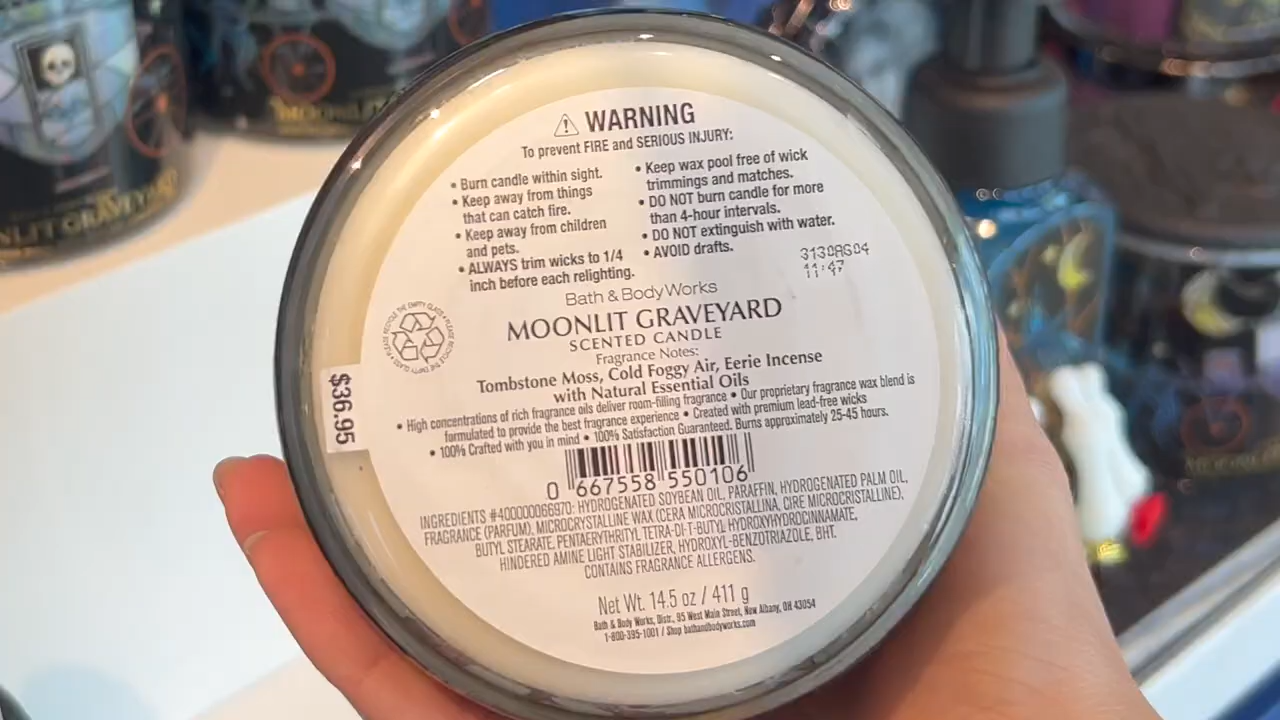 WARNING
To prevent FIRE and SERIOUS INJURY:
• Burn candle within sight.
• Keep away from things
that can catch fire.
• Keep away from children
and pets.
• ALWAYS trim wicks to 1/4
inch before each relighting.
• Keep wax pool free of wick
trimmings and matches.
• DO NOT burn candle for more
than 4-hour intervals.
• DO NOT extinguish with water.
• AVOID drafts.
3130AG04
11:47
Bath & Body Works
MOONLIT GRAVEYARD
SCENTED CANDLE
Fragrance Notes:
Tombstone Moss, Cold Foggy Air, Eerie Incense
with Natural Essential Oils
• High concentrations of rich fragrance oils deliver room-filling fragrance • Our proprietary fragrance wax blend is
formulated to provide the best fragrance experience • Created with premium lead-free wicks
• 100% Crafted with you in mind • 100% Satisfaction Guaranteed. Burns approximately 25-45 hours.
0 667558 550106
INGREDIENTS #400000066970: HYDROGENATED SOYBEAN OIL, PARAFFIN, HYDROGENATED PALM OIL,
FRAGRANCE (PARFUM), MICROCRYSTALLINE WAX (CERA MICROCRISTALLINA, CIRE MICROCRISTALLINE),
BUTYL STEARATE, PENTAERYTHRITYL TETRA-DI-T-BUTYL HYDROXYHYDROCINNAMATE,
HINDERED AMINE LIGHT STABILIZER, HYDROXYL-BENZOTRIAZOLE, BHT.
CONTAINS FRAGRANCE ALLERGENS.
Net Wt. 14.5 oz / 411 g
Bath & Body Works, Distr., 95 West Main Street, New Albany, OH 43054
1-800-395-1001 / Shop bathandbodyworks.com
$36.95
PLEASE RECYCLE THE EMPTY GLASS •
NLIT GRAVEYARD
MOONLIT